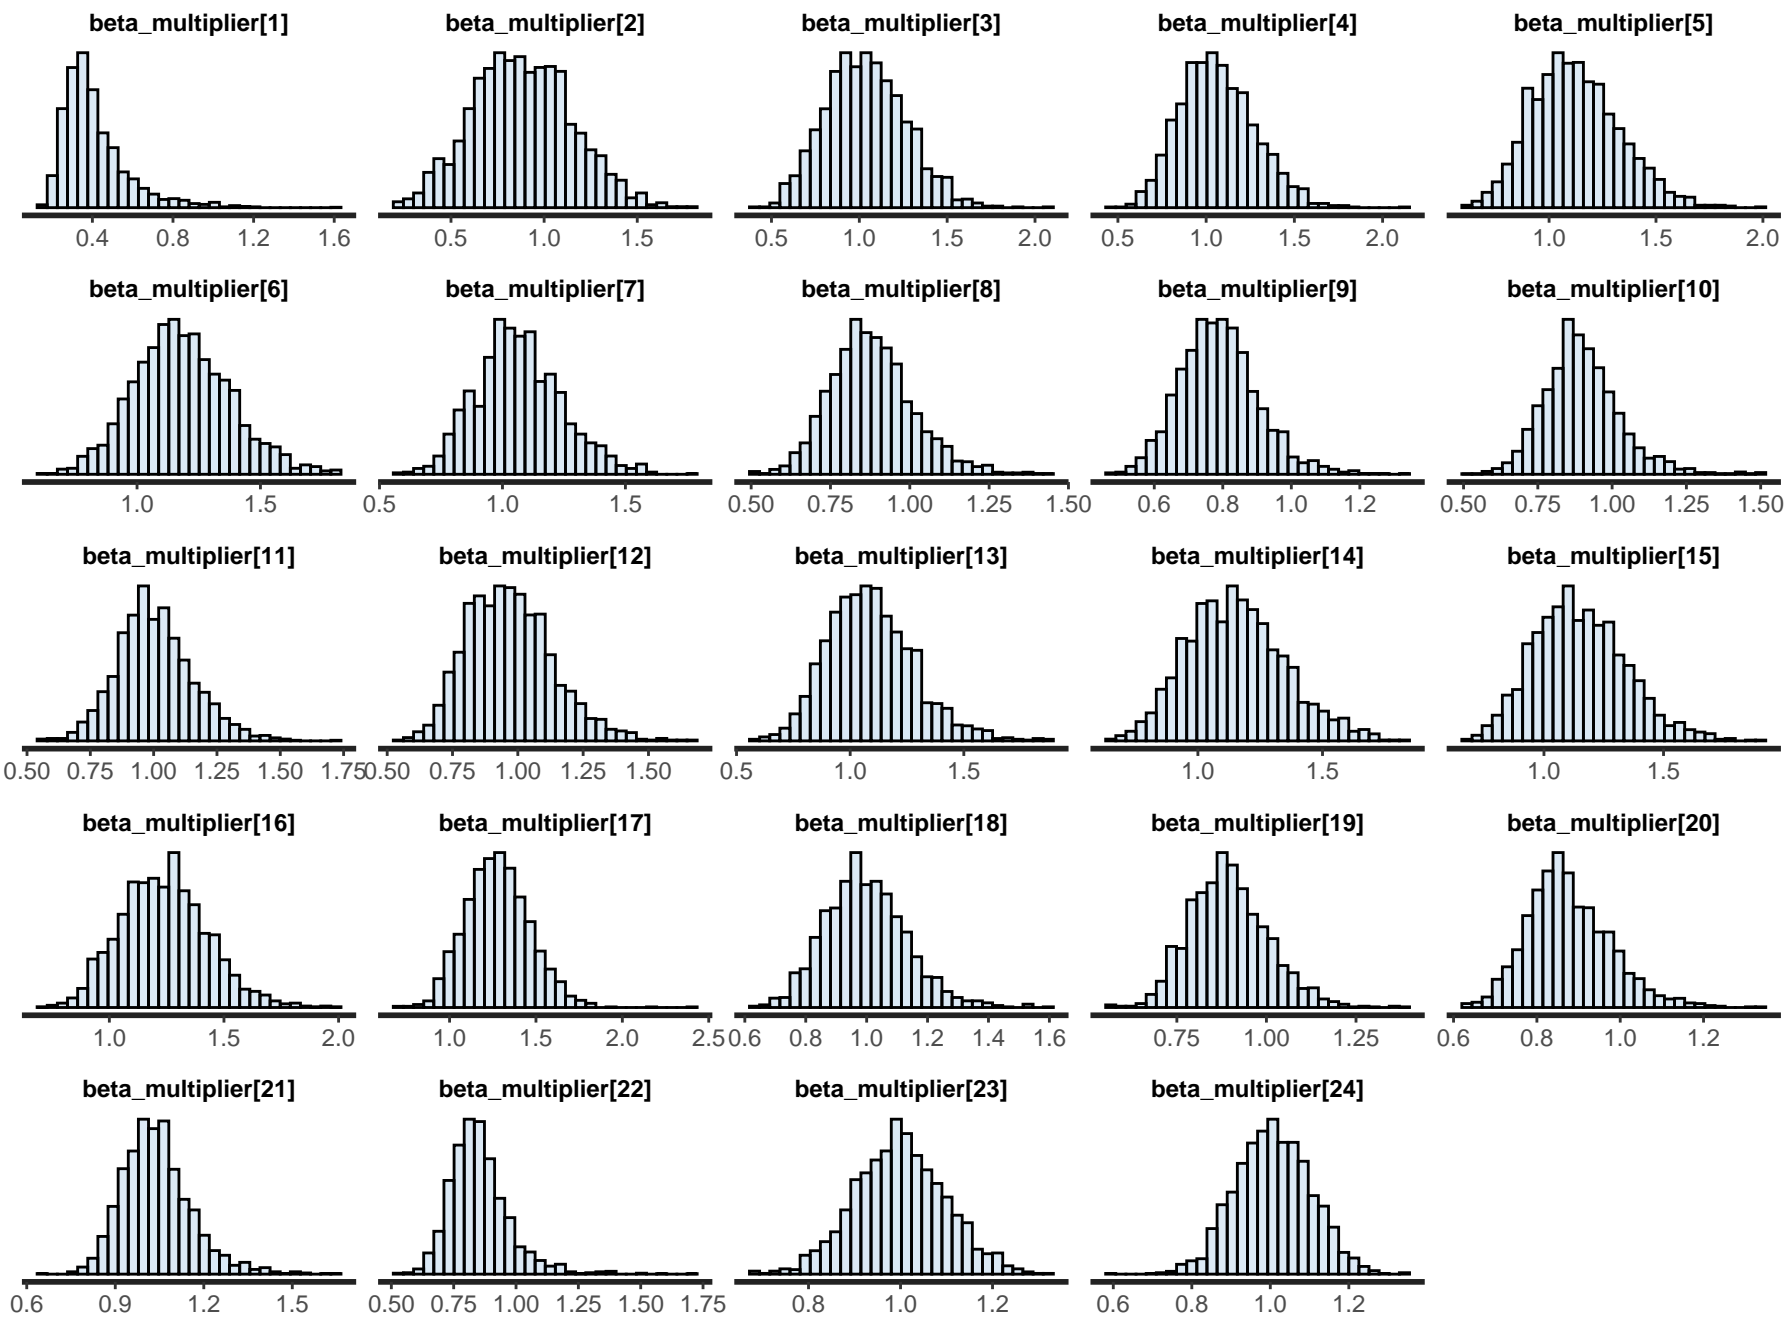 beta_multiplier[1] beta_multiplier[2] beta_multiplier[3] beta_multiplier[4] beta_multiplier[5]
0.4 0.8 1.2 1.6 0.5 1.0 1.5 0.5 1.0 1.5 2.0 0.5 1.0 1.5 2.0 1.0 1.5 2.0
beta_multiplier[6] beta_multiplier[7] beta_multiplier[8] beta_multiplier[9] beta_multiplier[10]
1.0 1.5 0.5 1.0 1.5 0.50 0.75 1.00 1.25 1.50 0.6 0.8 1.0 1.2 0.50 0.75 1.00 1.25 1.50
beta_multiplier[11] beta_multiplier[12] beta_multiplier[13] beta_multiplier[14] beta_multiplier[15]
0.50 0.75 1.00 1.25 1.50 1.75 0.50 0.75 1.00 1.25 1.50 0.5 1.0 1.5 1.0 1.5 1.0 1.5
beta_multiplier[16] beta_multiplier[17] beta_multiplier[18] beta_multiplier[19] beta_multiplier[20]
1.0 1.5 2.0 1.0 1.5 2.0 2.5 0.6 0.8 1.0 1.2 1.4 1.6 0.75 1.00 1.25 0.6 0.8 1.0 1.2
beta_multiplier[21] beta_multiplier[22] beta_multiplier[23] beta_multiplier[24]
0.6 0.9 1.2 1.5 0.50 0.75 1.00 1.25 1.50 1.75 0.8 1.0 1.2 0.6 0.8 1.0 1.2